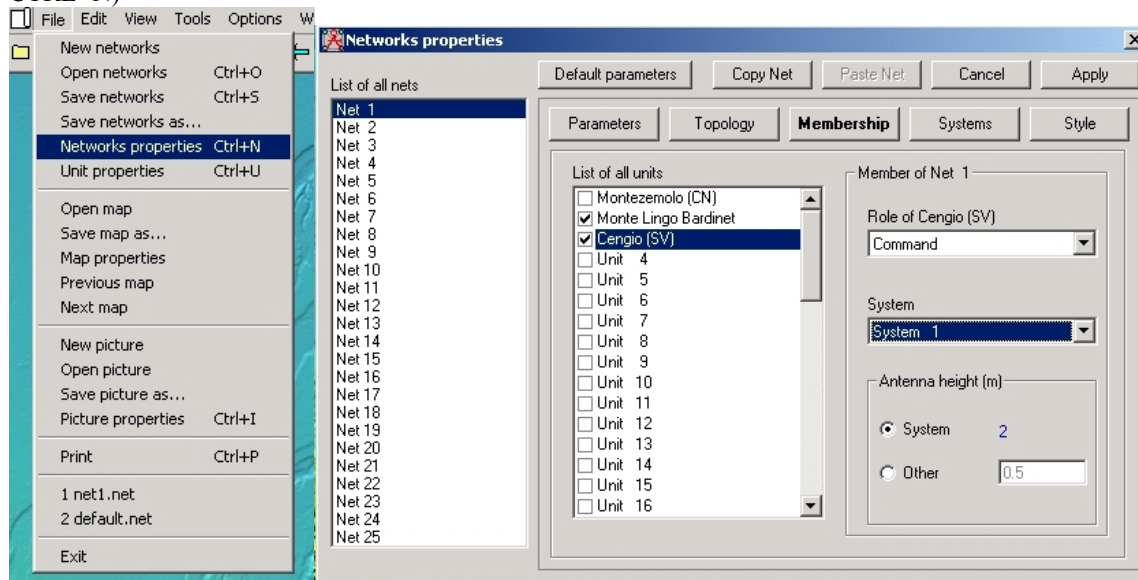 File Edit View Tools Options W
New networks
Open networks Ctrl+O
Save networks Ctrl+S
Save networks as...
Networks properties Ctrl+N
Unit properties Ctrl+U
Open map
Save map as...
Map properties
Previous map
Next map
New picture
Open picture
Save picture as...
Picture properties Ctrl+I
Print Ctrl+P
1 net1.net
2 default.net
Exit
Networks properties
List of all nets
Net 1
Net 2
Net 3
Net 4
Net 5
Net 6
Net 7
Net 8
Net 9
Net 10
Net 11
Net 12
Net 13
Net 14
Net 15
Net 16
Net 17
Net 18
Net 19
Net 20
Net 21
Net 22
Net 23
Net 24
Net 25
Default parameters Copy Net Paste Net Cancel Apply
Parameters Topology Membership Systems Style
List of all units
Montezemolo (CN)
Monte Lingo Bardinet
Cengio (SV)
Unit 4
Unit 5
Unit 6
Unit 7
Unit 8
Unit 9
Unit 10
Unit 11
Unit 12
Unit 13
Unit 14
Unit 15
Unit 16
Member of Net 1
Role of Cengio (SV)
Command
System
System 1
Antenna height (m)
System 2
Other 0.5